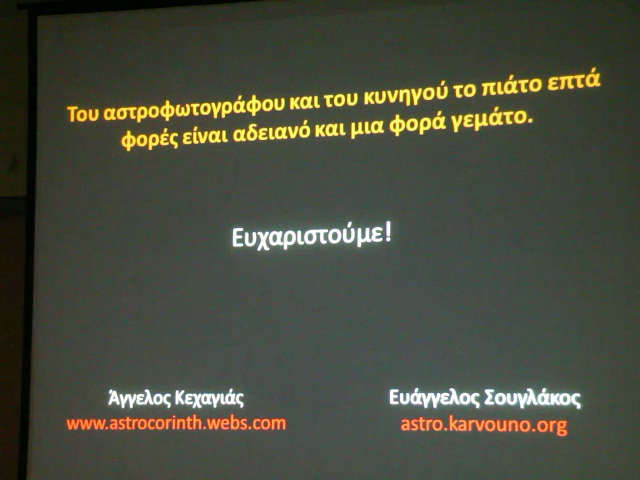 Του αστροφωτογράφου και του κυνηγού το πιάτο επτά
φορές είναι αδειανό και μια φορά γεμάτο.
Ευχαριστούμε!
Άγγελος Κεχαγιάς
www.astrocorinth.webs.com
Ευάγγελος Σουγλάκος
astro.karvouno.org